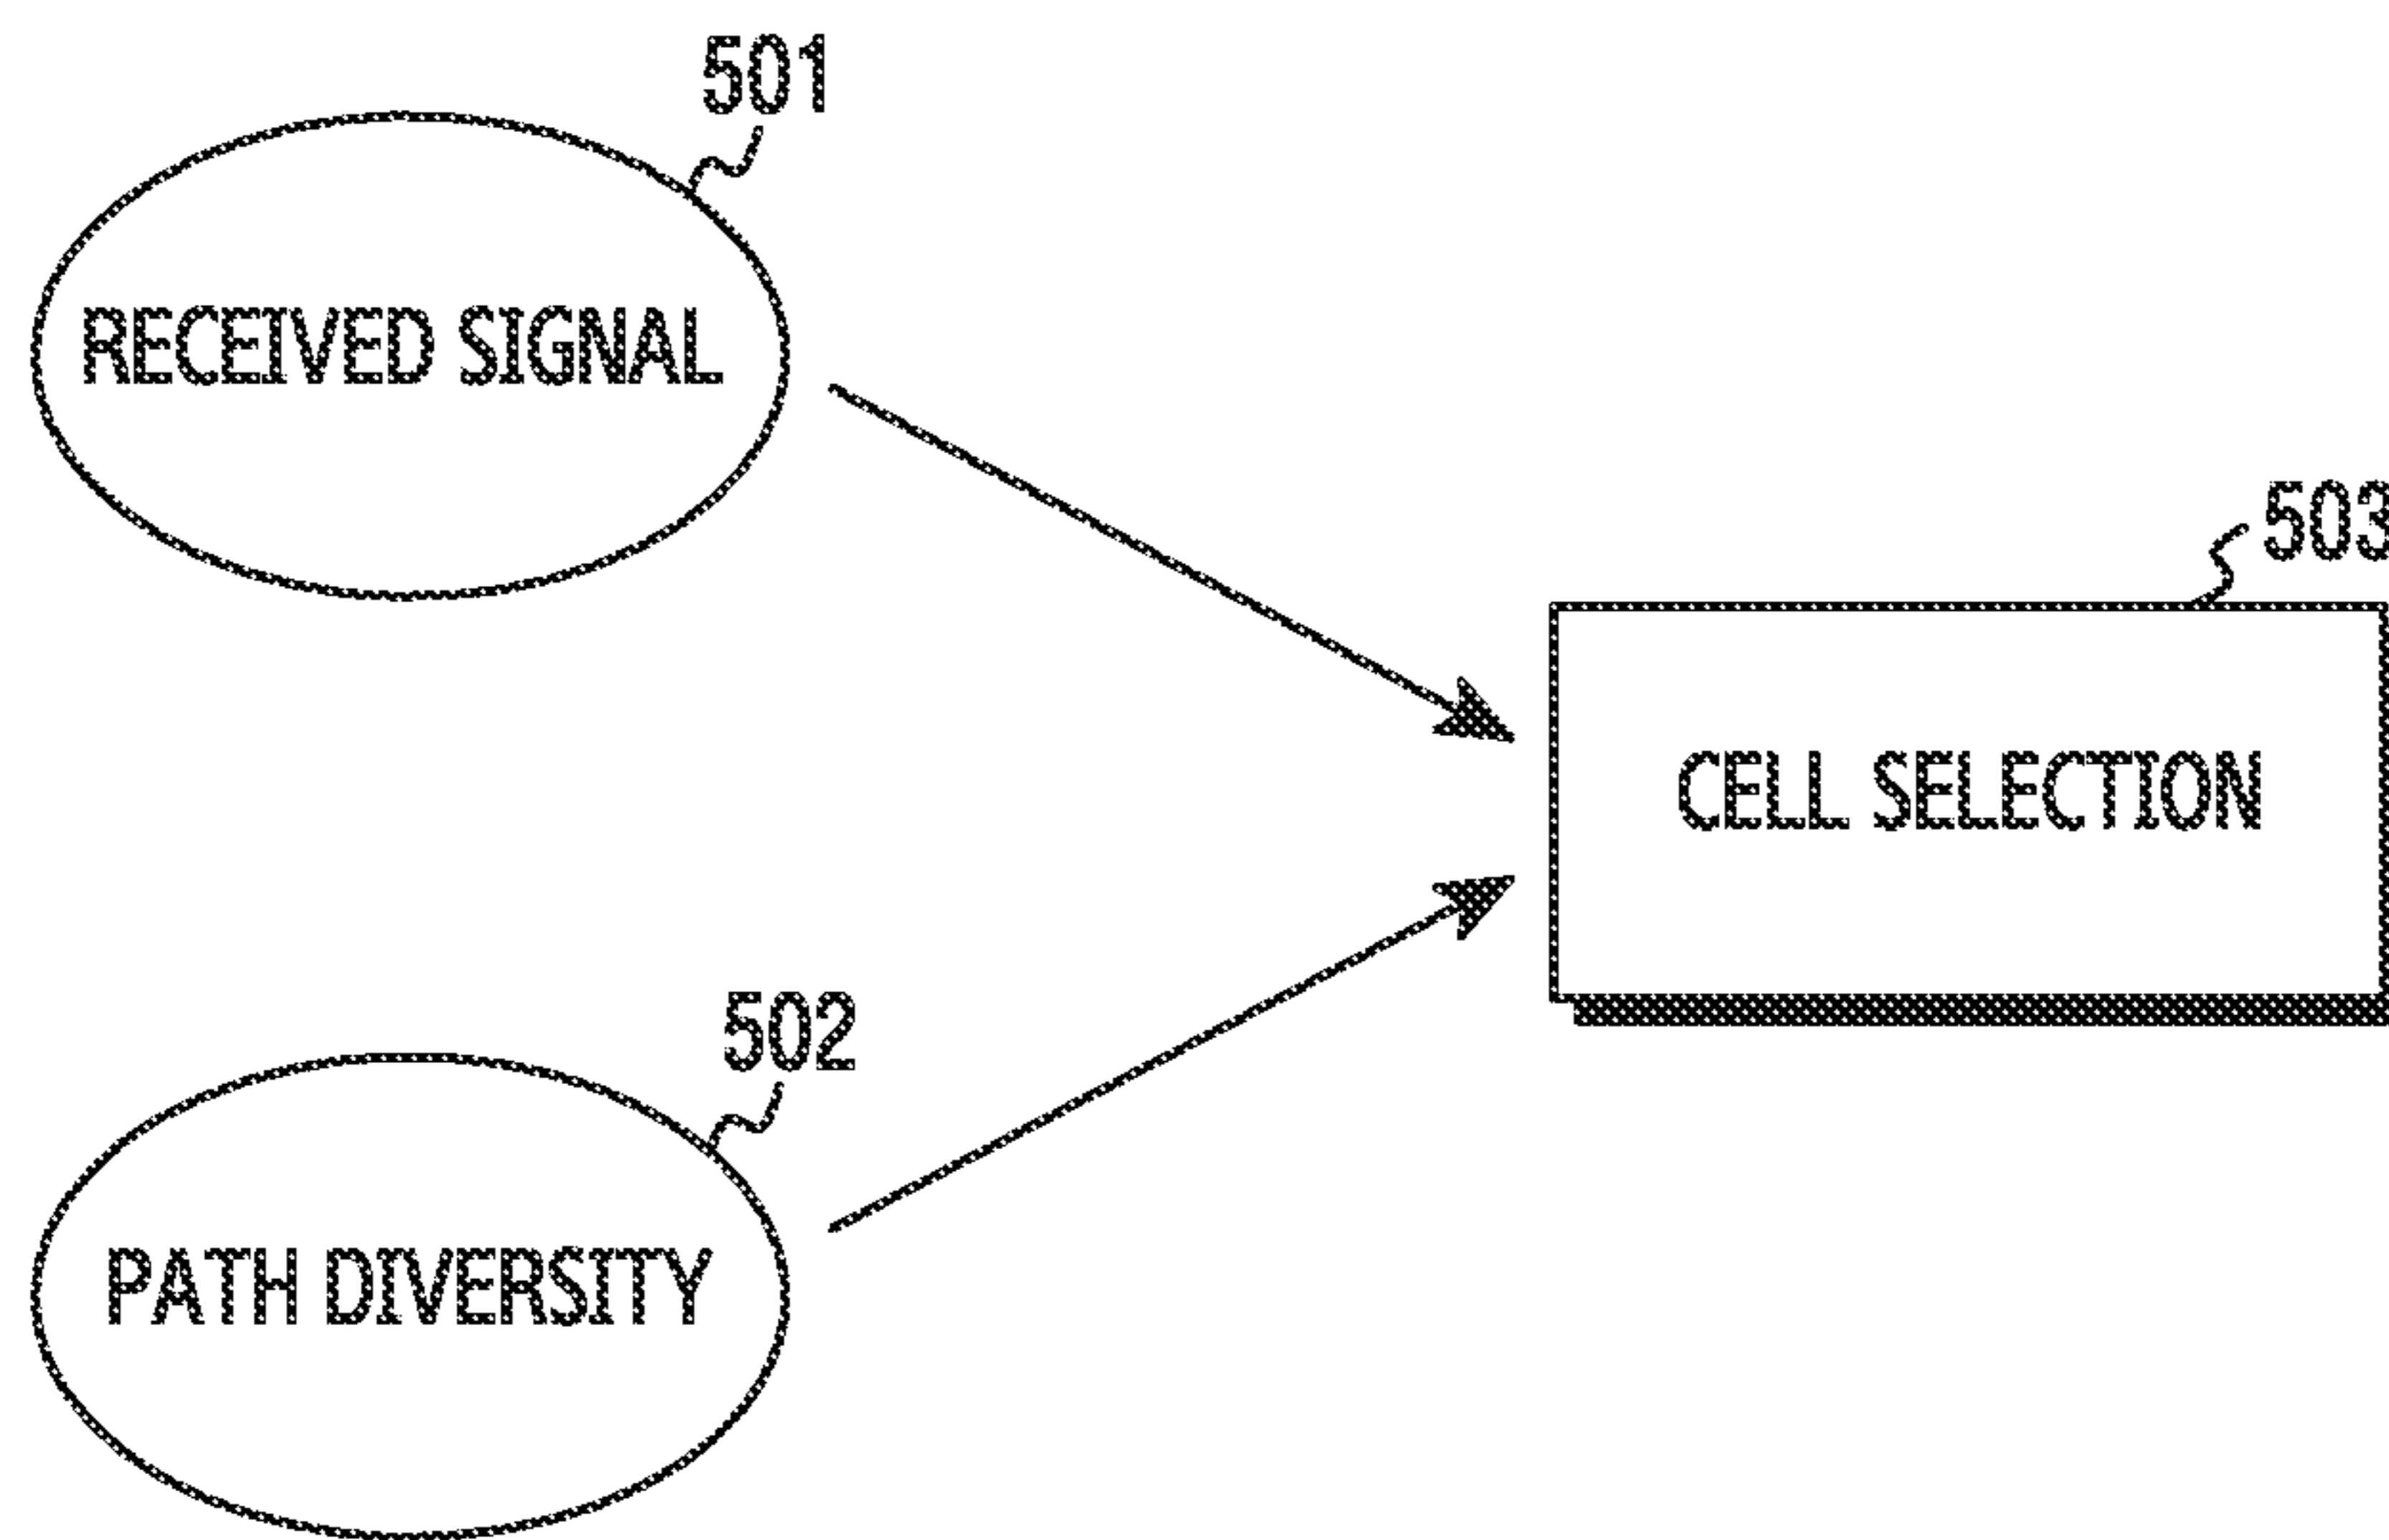 501
RECEIVED SIGNAL
503
CELL SELECTION
502
PATH DIVERSITY